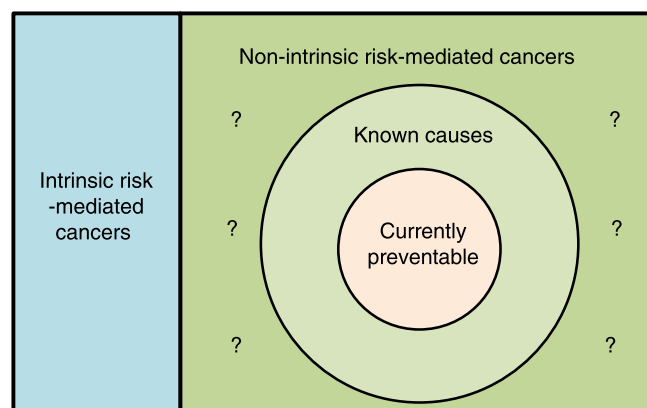 Non-intrinsic risk-mediated cancers
?
?
Known causes
Intrinsic risk
-mediated
cancers
?
Currently
preventable
?
?
?